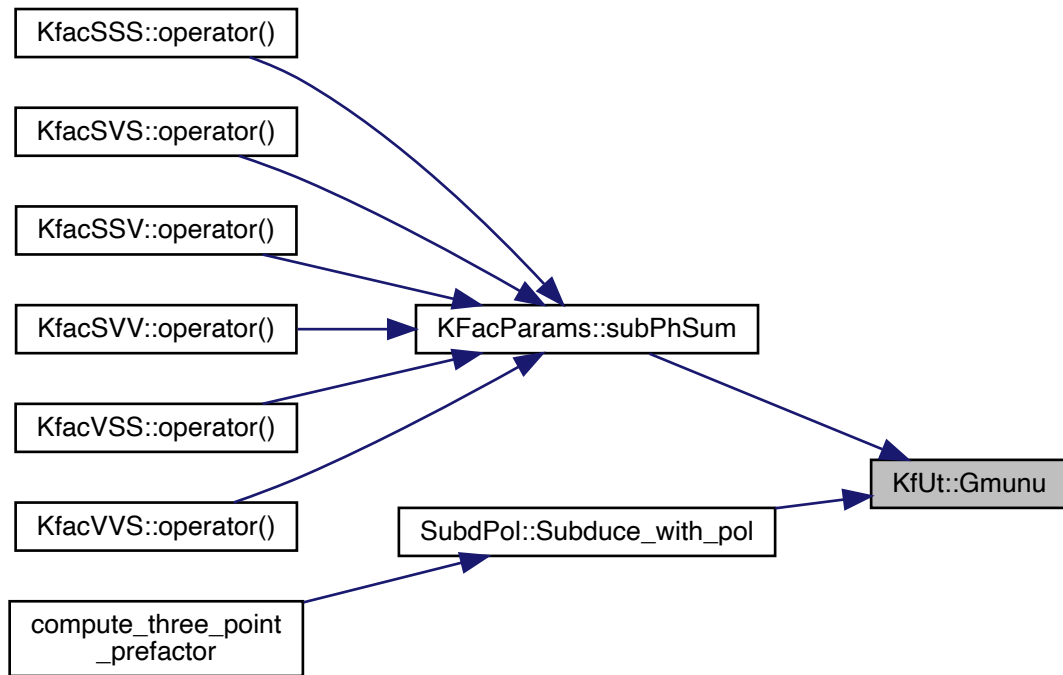 KfacSSS::operator()
KfacSVS::operator()
KfacSSV::operator()
KfacSVV::operator()
KFacParams::subPhSum
KfacVSS::operator()
KfUt::Gmunu
KfacVVS::operator()
SubdPol::Subduce_with_pol
compute_three_point
_prefactor